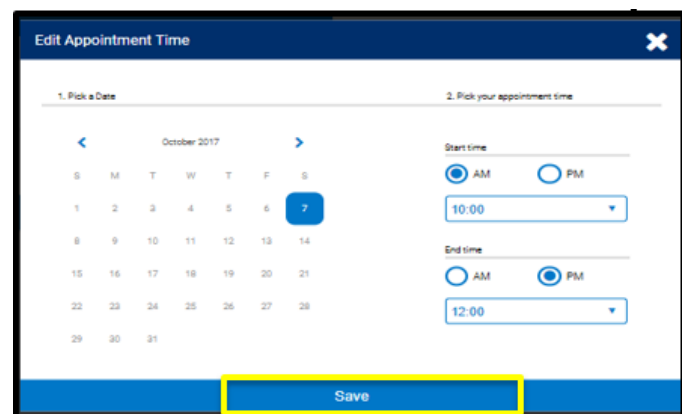 Edit Appointment Time
1. Pick a Date
2. Pick your appointment time
October 2017
S M T W T F S
1 2 3 4 5 6 7
8 9 10 11 12 13 14
15 16 17 18 19 20 21
22 23 24 25 26 27 28
29 30 31
Start time
AM PM
10:00
End time
AM PM
12:00
Save